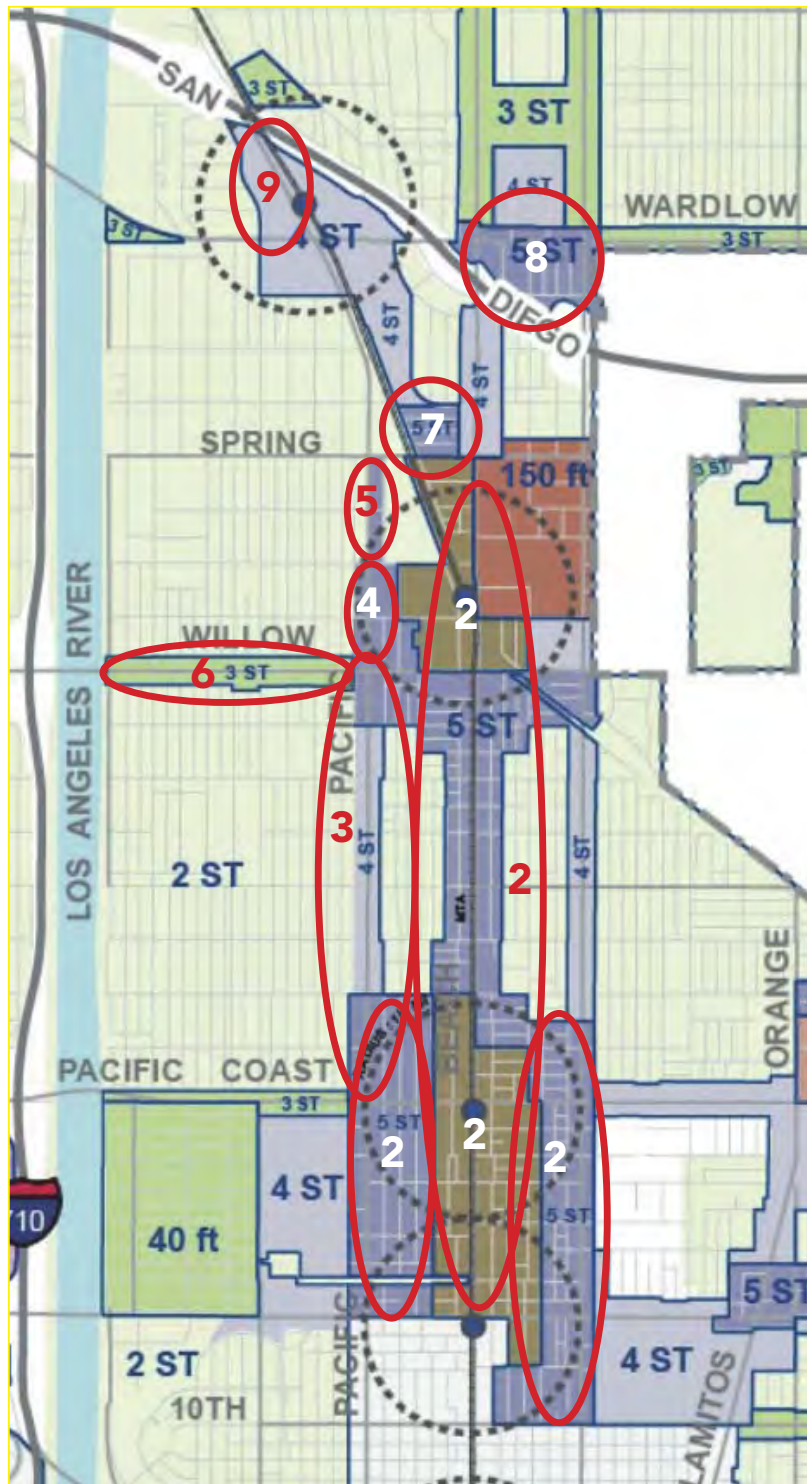 3 ST
SAN
3 ST
9
4 ST
WARDLOW
3 ST
3 ST
4 ST
5 ST
8
DIEGO
4 ST
4 ST
5 ST
7
SPRING
150 ft
3 ST
5
4
2
LOS ANGELES RIVER
WILLOW
6
3 ST
PACIFIC
5 ST
3
4 ST
2 ST
2
4 ST
MTA
BEACH
ORANGE
PACIFIC COAST
3 ST
5 ST
2
2
2
5 ST
4 ST
710
40 ft
5 ST
PACIFIC
2 ST
4 ST
10TH
LAMITOS